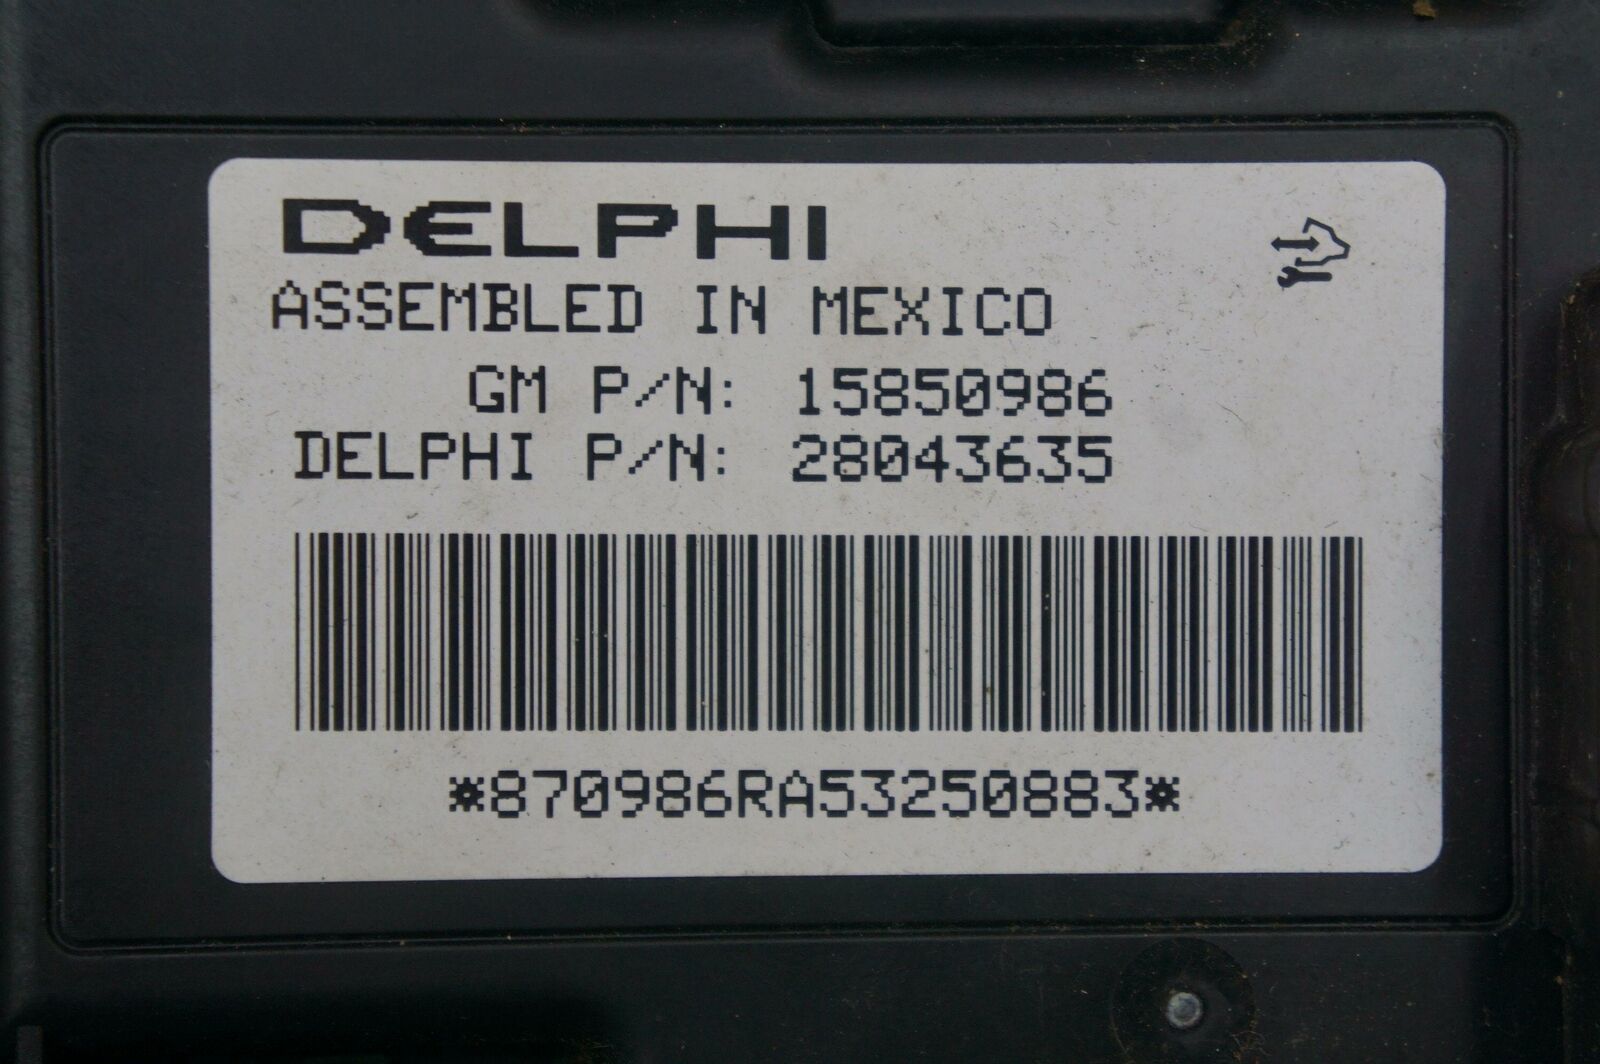 DELPHI
ASSEMBLED IN MEXICO
GM P/N: 15850986
DELPHI P/N: 28043635
*870986RA53250883*